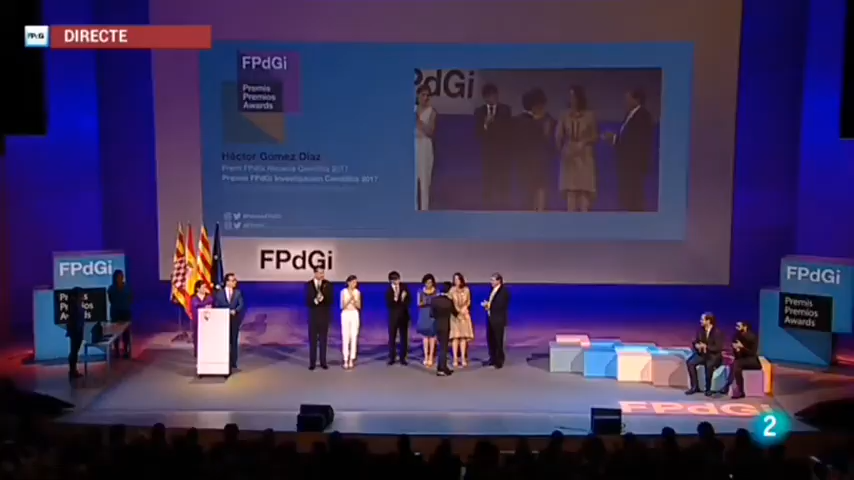 FPdGi
DIRECTE
FPdGi
Premis
Premios
Awards
PdGi
Héctor Gómez Díaz
Premi FPdGi Recerca Científica 2017
Premio FPdGi Investigación Científica 2017
FPdGi
FPdGi
Premis
Premios
Awards
FPdGi
Premis
Premios
Awards
FPdGi
2